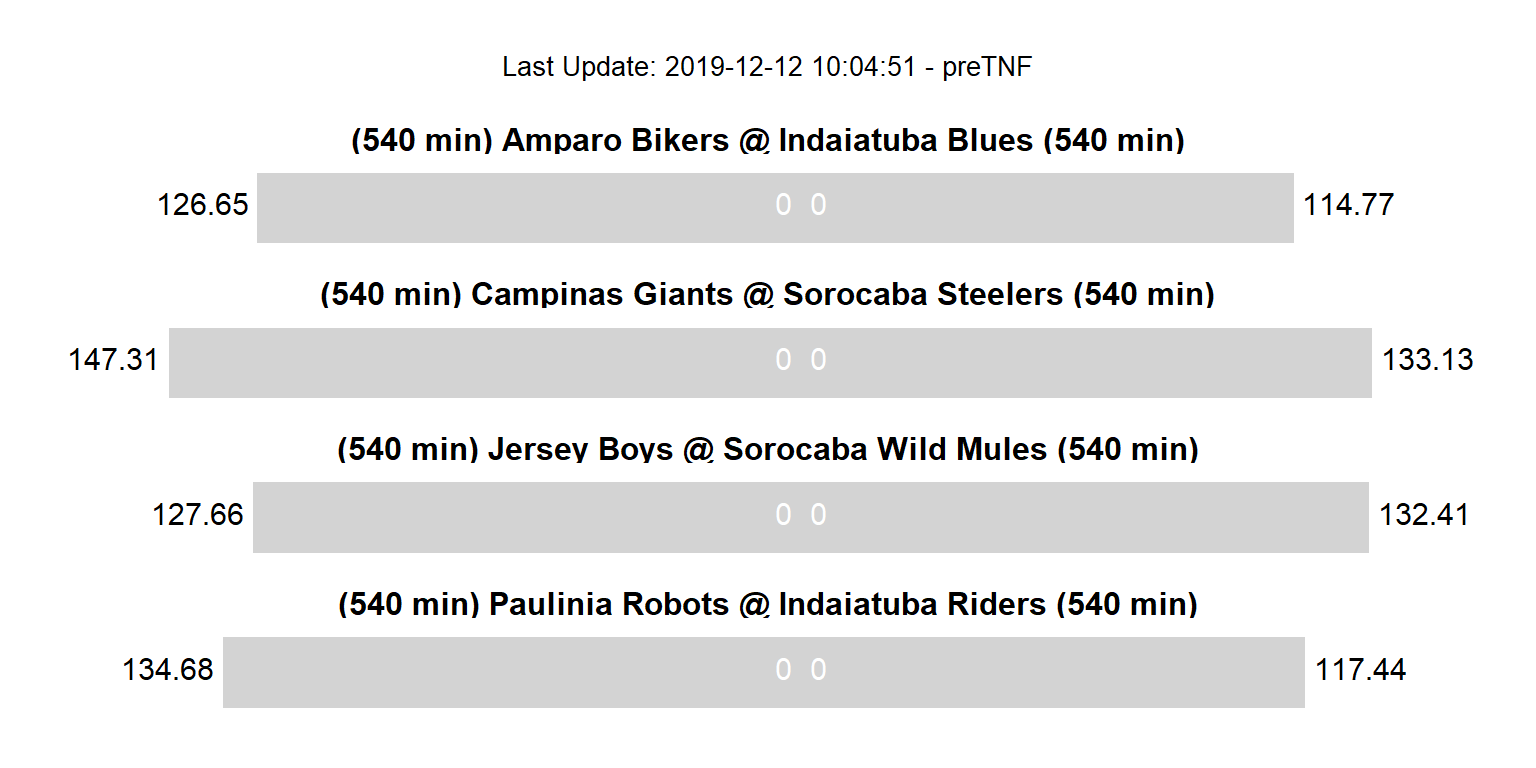 Last Update: 2019-12-12 10:04:51 - preTNF
(540 min) Amparo Bikers @ Indaiatuba Blues (540 min)
126.65 0 0 114.77
(540 min) Campinas Giants @ Sorocaba Steelers (540 min)
147.31 0 0 133.13
(540 min) Jersey Boys @ Sorocaba Wild Mules (540 min)
127.66 0 0 132.41
(540 min) Paulinia Robots @ Indaiatuba Riders (540 min)
134.68 0 0 117.44